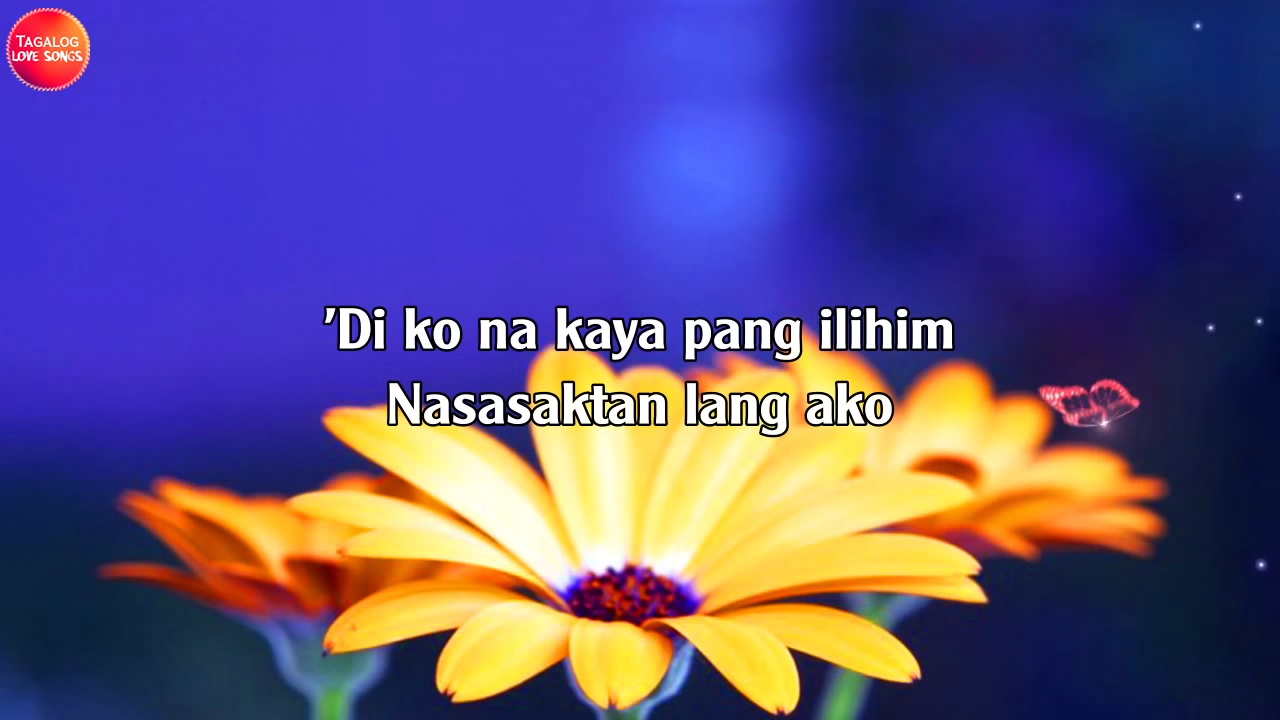 TAGALOG
LOVE SONGS
'Di ko na kaya pang ilihim
Nasasaktan lang ako